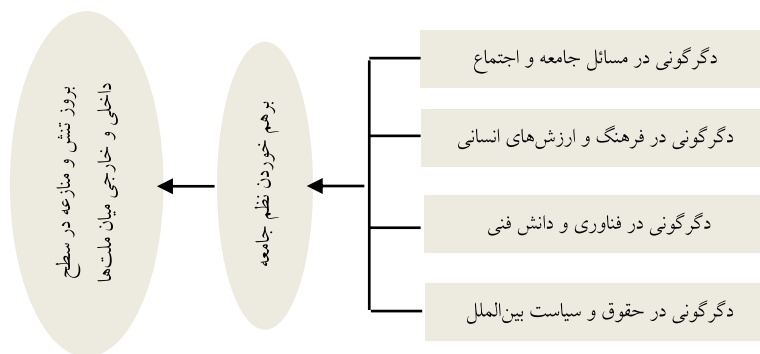 دگرگونی در مسائل جامعه و اجتماع
دگرگونی در فرهنگ و ارزش‌های انسانی
دگرگونی در فناوری و دانش فنی
دگرگونی در حقوق و سیاست بین‌الملل
برهم خوردن نظم جامعه
بروز تنش و منازعه در سطح
داخلی و خارجی میان ملت‌ها